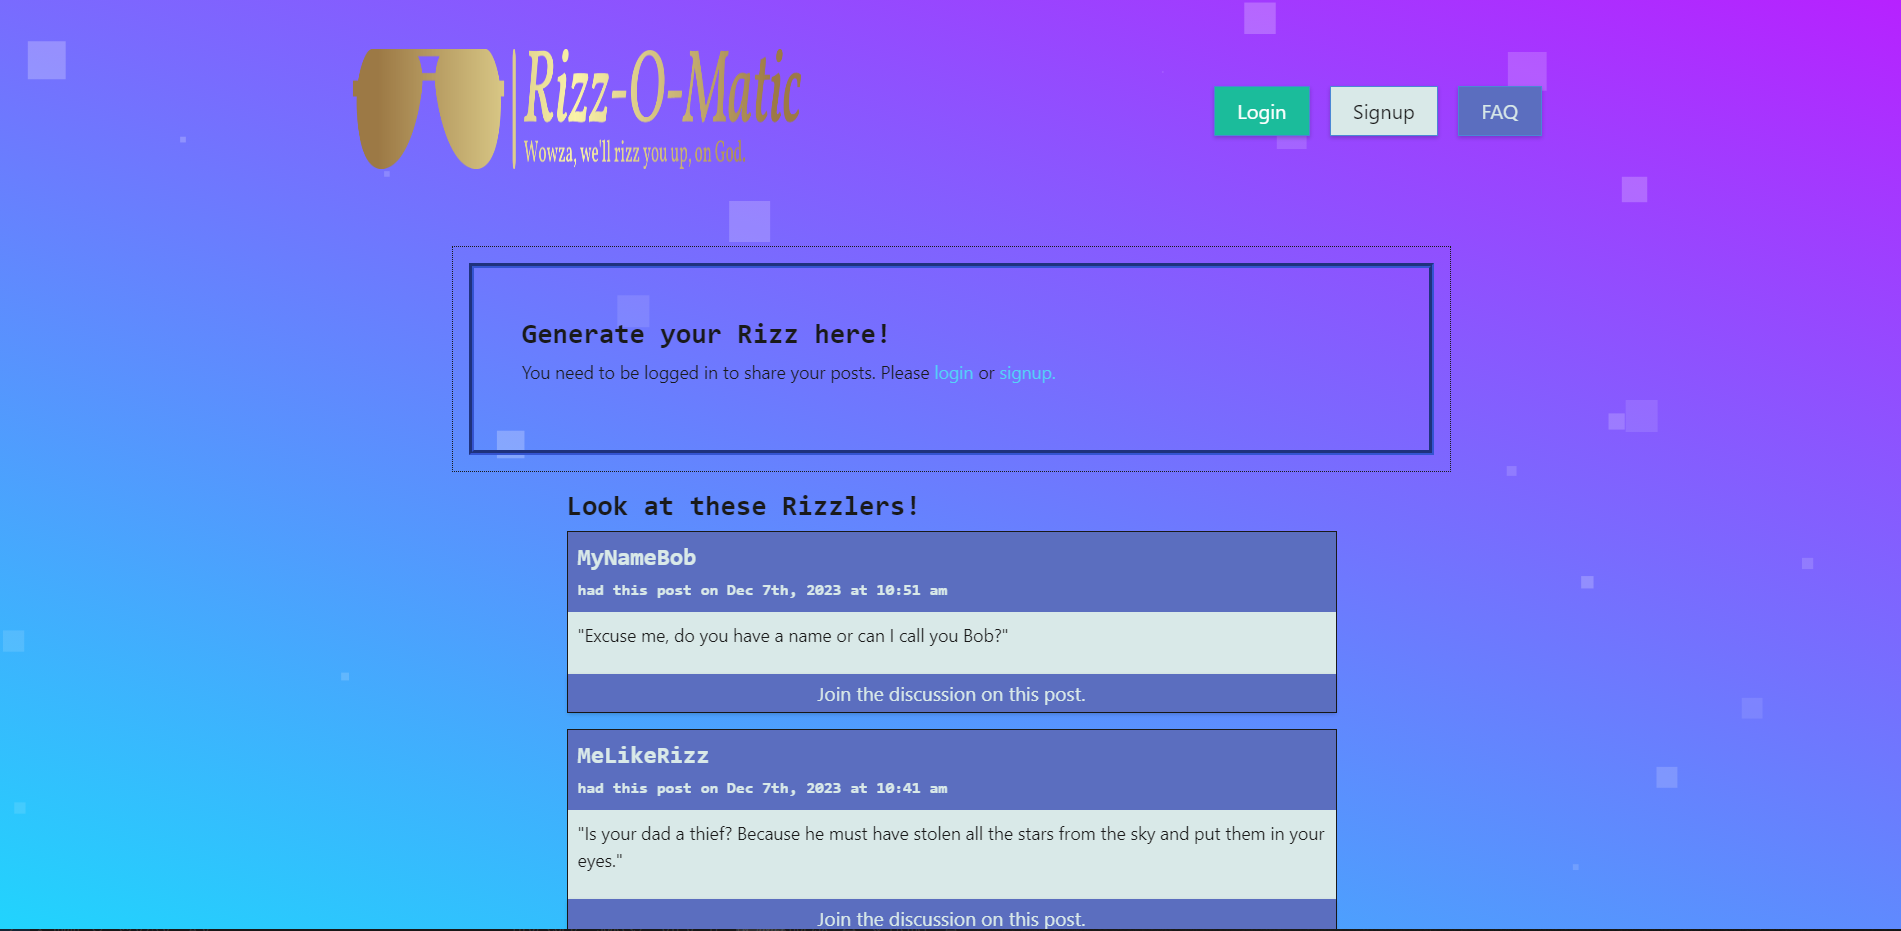 Rizz-O-Matic
Wowza, we'll rizz you up, on God.
Login
Signup
FAQ
Generate your Rizz here!
You need to be logged in to share your posts. Please login or signup.
Look at these Rizzlers!
MyNameBob
had this post on Dec 7th, 2023 at 10:51 am
"Excuse me, do you have a name or can I call you Bob?"
Join the discussion on this post.
MeLikeRizz
had this post on Dec 7th, 2023 at 10:41 am
"Is your dad a thief? Because he must have stolen all the stars from the sky and put them in your
eyes."
Join the discussion on this post.